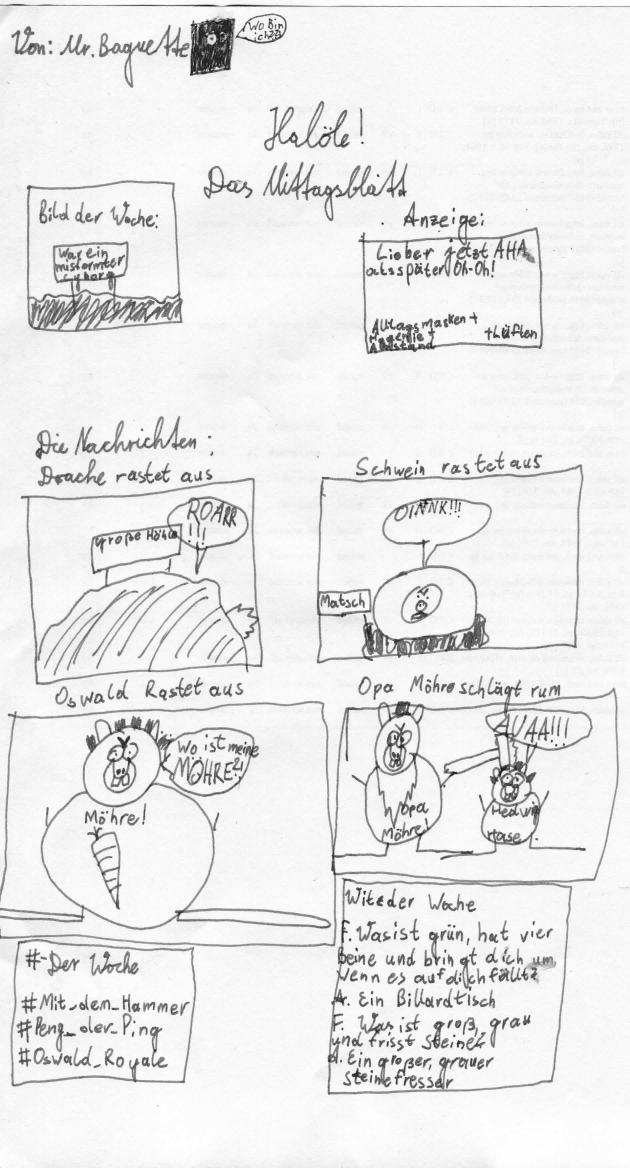 Von: Mr. Baguette
Wo Bin
ich??
Halöle!
Das Mittagsblatt
Bild der Woche:
War ein
misformter
Cyborg
Anzeige:
Lieber jetzt AHA
als später Oh-Oh!
Alltagsmasken +
Hygiene +
Abstand
+Lüften
Die Nachrichten:
Drache rastet aus
ROARR
!!!
große Höhle
Schwein rastet aus
OINNK!!!
Matsch
Oswald Rastet aus
Wo ist meine
MÖHRE?!
Möhre!
Opa Möhre schlägt rum
AUAA!!!
Opa
Möhre!
Hedwig
Hase.
#-Der Woche
#Mit_dem_Hammer
#Peng_der_Ping
#Oswald_Royale
Witz der Woche
F. Was ist grün, hat vier
Beine und bringt dich um,
wenn es auf dich fällt?
A. Ein Billardtisch
F. Was ist groß, grau
und frisst Steine?
A. Ein großer, grauer
steinefresser